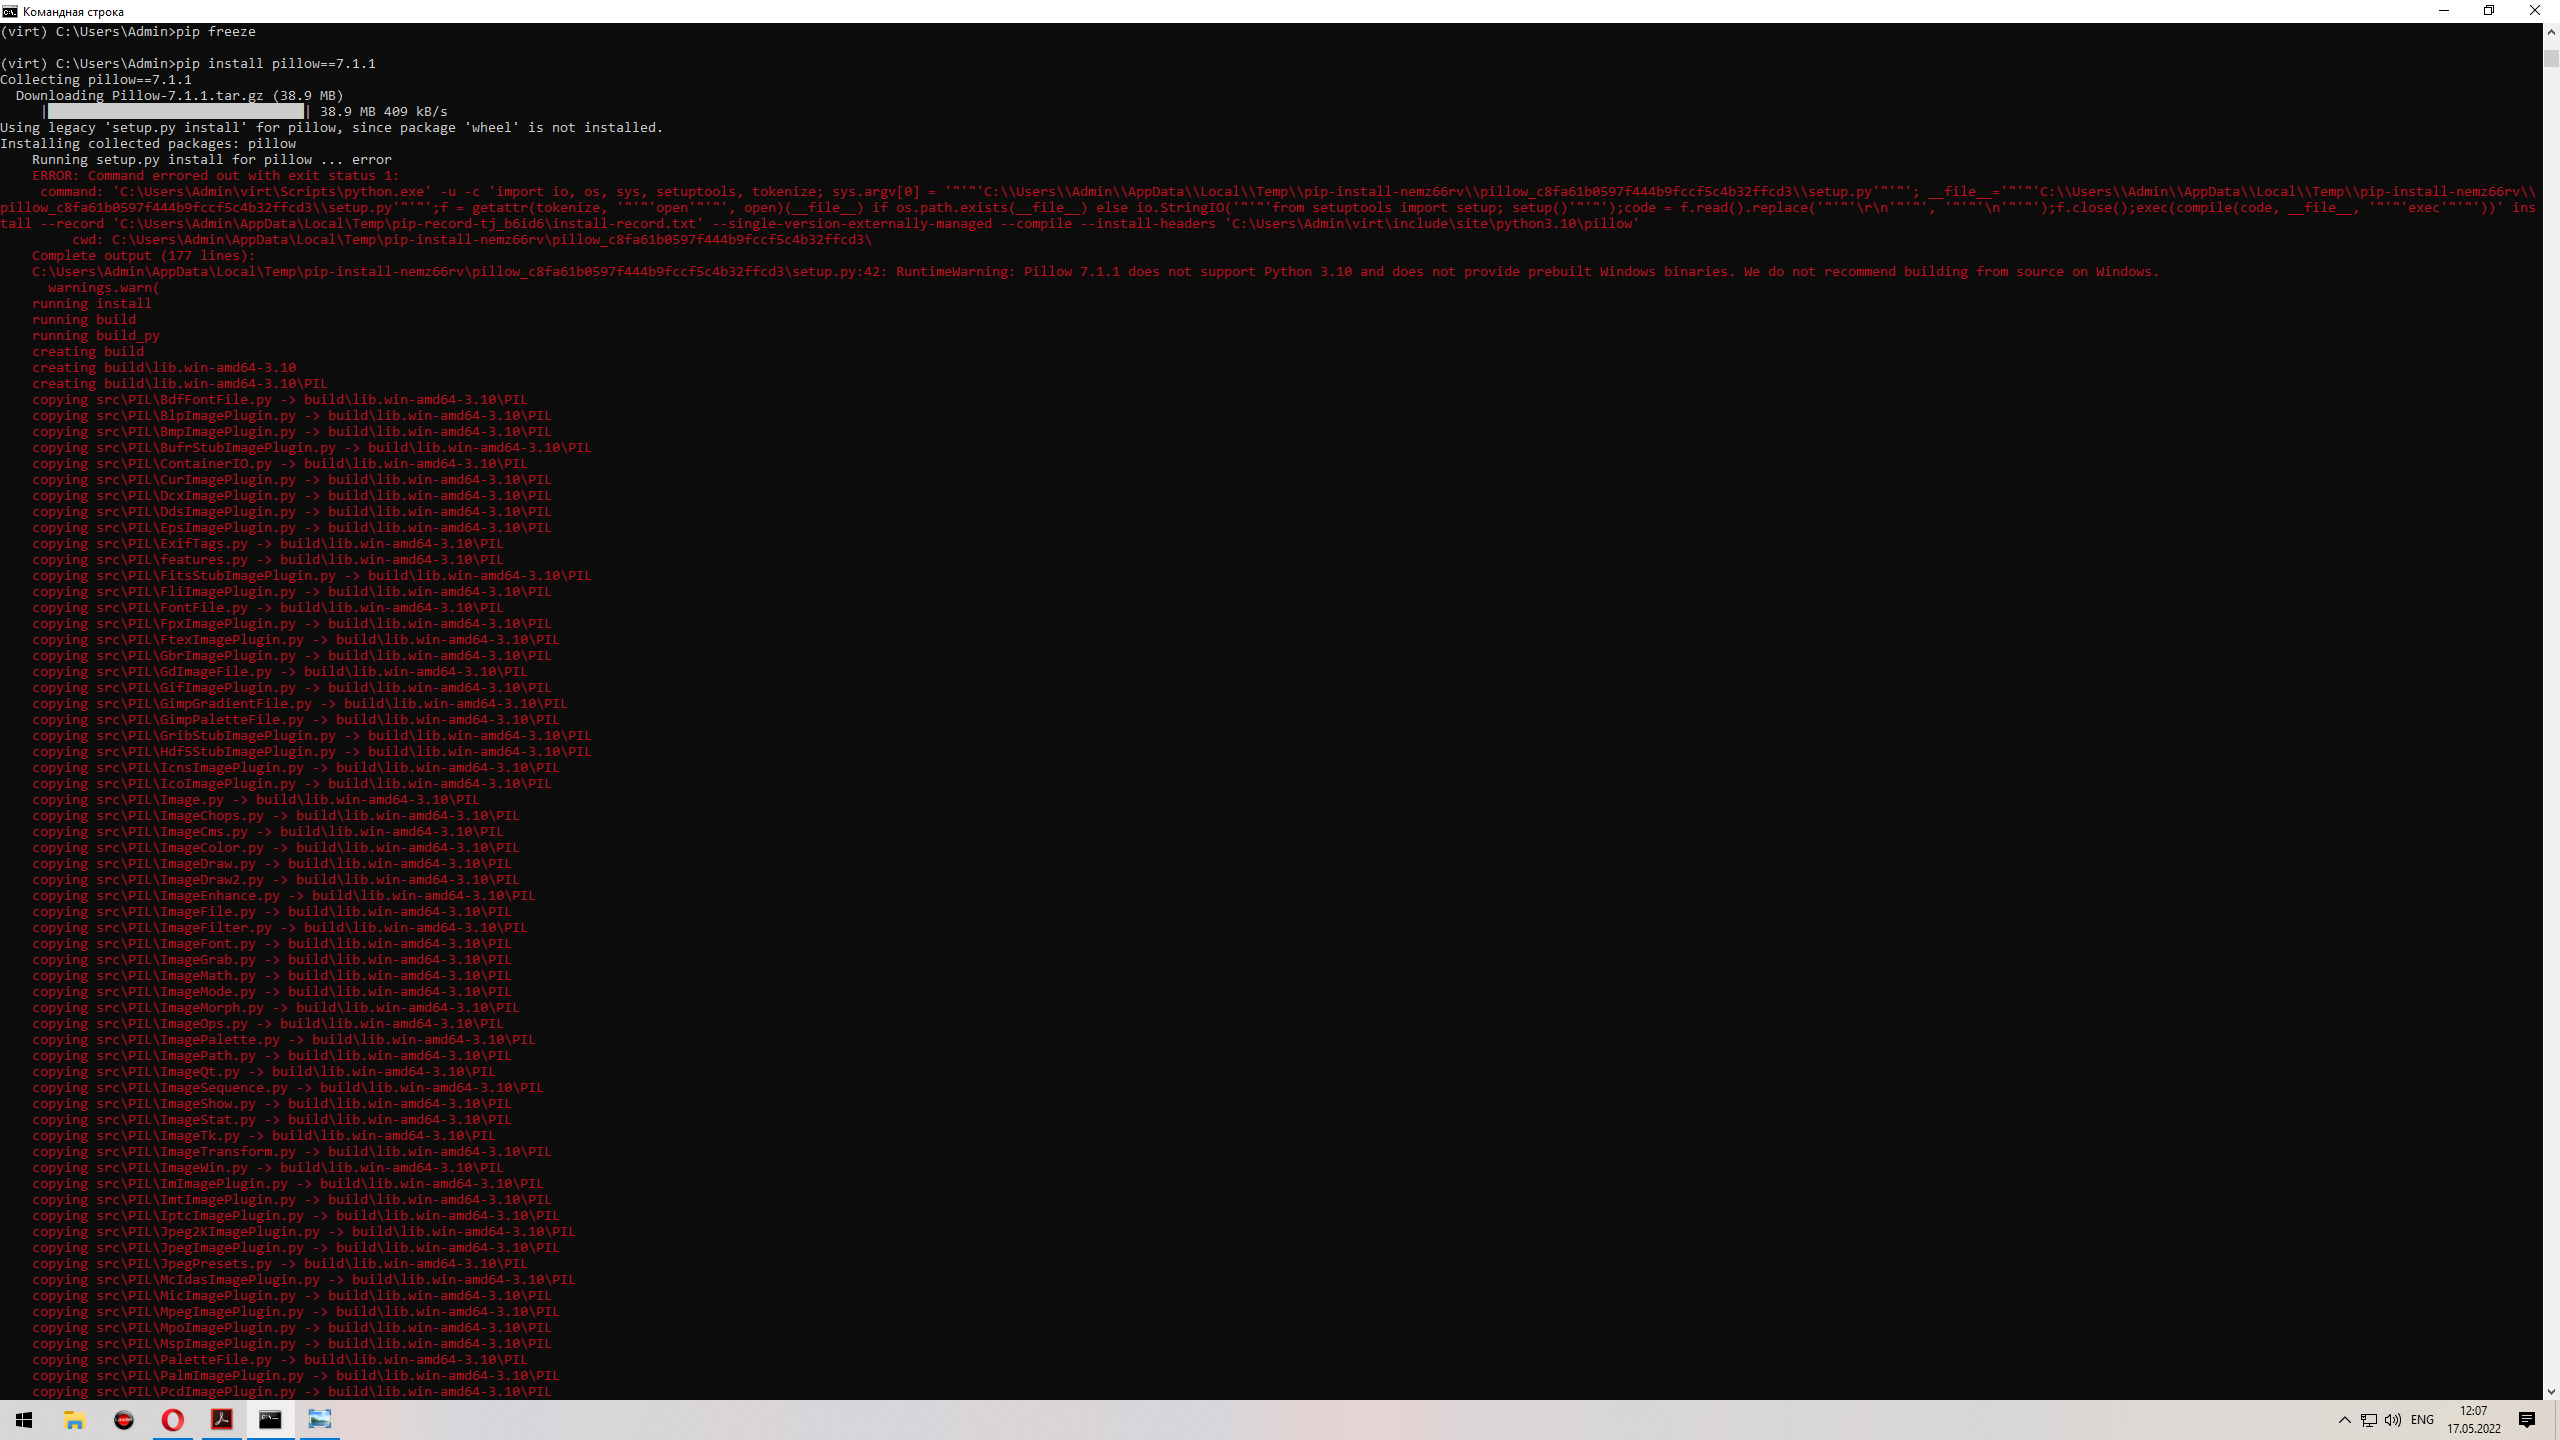 Командная строка
(virt) C:\Users\Admin>pip freeze
(virt) C:\Users\Admin>pip install pillow==7.1.1
Collecting pillow==7.1.1
Downloading Pillow-7.1.1.tar.gz (38.9 MB)
|████████████████████████████████| 38.9 MB 409 kB/s
Using legacy 'setup.py install' for pillow, since package 'wheel' is not installed.
Installing collected packages: pillow
Running setup.py install for pillow ... error
ERROR: Command errored out with exit status 1:
command: 'C:\Users\Admin\virt\Scripts\python.exe' -u -c 'import io, os, sys, setuptools, tokenize; sys.argv[0] = '"'"'C:\\Users\\Admin\\AppData\\Local\\Temp\\pip-install-nemz66rv\\pillow_c8fa61b0597f444b9fccf5c4b32ffcd3\\setup.py'"'"'; __file__='"'"'C:\\Users\\Admin\\AppData\\Local\\Temp\\pip-install-nemz66rv\\
pillow_c8fa61b0597f444b9fccf5c4b32ffcd3\\setup.py'"'"';f = getattr(tokenize, '"'"'open'"'"', open)(__file__) if os.path.exists(__file__) else io.StringIO('"'"'from setuptools import setup; setup()'"'"');code = f.read().replace('"'"'\r\n'"'"', '"'"'\n'"'"');f.close();exec(compile(code, __file__, '"'"'exec'"'"'))' ins
tall --record 'C:\Users\Admin\AppData\Local\Temp\pip-record-tj_b6id6\install-record.txt' --single-version-externally-managed --compile --install-headers 'C:\Users\Admin\virt\include\site\python3.10\pillow'
cwd: C:\Users\Admin\AppData\Local\Temp\pip-install-nemz66rv\pillow_c8fa61b0597f444b9fccf5c4b32ffcd3\
Complete output (177 lines):
C:\Users\Admin\AppData\Local\Temp\pip-install-nemz66rv\pillow_c8fa61b0597f444b9fccf5c4b32ffcd3\setup.py:42: RuntimeWarning: Pillow 7.1.1 does not support Python 3.10 and does not provide prebuilt Windows binaries. We do not recommend building from source on Windows.
warnings.warn(
running install
running build
running build_py
creating build
creating build\lib.win-amd64-3.10
creating build\lib.win-amd64-3.10\PIL
copying src\PIL\BdfFontFile.py -> build\lib.win-amd64-3.10\PIL
copying src\PIL\BlpImagePlugin.py -> build\lib.win-amd64-3.10\PIL
copying src\PIL\BmpImagePlugin.py -> build\lib.win-amd64-3.10\PIL
copying src\PIL\BufrStubImagePlugin.py -> build\lib.win-amd64-3.10\PIL
copying src\PIL\ContainerIO.py -> build\lib.win-amd64-3.10\PIL
copying src\PIL\CurImagePlugin.py -> build\lib.win-amd64-3.10\PIL
copying src\PIL\DcxImagePlugin.py -> build\lib.win-amd64-3.10\PIL
copying src\PIL\DdsImagePlugin.py -> build\lib.win-amd64-3.10\PIL
copying src\PIL\EpsImagePlugin.py -> build\lib.win-amd64-3.10\PIL
copying src\PIL\ExifTags.py -> build\lib.win-amd64-3.10\PIL
copying src\PIL\features.py -> build\lib.win-amd64-3.10\PIL
copying src\PIL\FitsStubImagePlugin.py -> build\lib.win-amd64-3.10\PIL
copying src\PIL\FliImagePlugin.py -> build\lib.win-amd64-3.10\PIL
copying src\PIL\FontFile.py -> build\lib.win-amd64-3.10\PIL
copying src\PIL\FpxImagePlugin.py -> build\lib.win-amd64-3.10\PIL
copying src\PIL\FtexImagePlugin.py -> build\lib.win-amd64-3.10\PIL
copying src\PIL\GbrImagePlugin.py -> build\lib.win-amd64-3.10\PIL
copying src\PIL\GdImageFile.py -> build\lib.win-amd64-3.10\PIL
copying src\PIL\GifImagePlugin.py -> build\lib.win-amd64-3.10\PIL
copying src\PIL\GimpGradientFile.py -> build\lib.win-amd64-3.10\PIL
copying src\PIL\GimpPaletteFile.py -> build\lib.win-amd64-3.10\PIL
copying src\PIL\GribStubImagePlugin.py -> build\lib.win-amd64-3.10\PIL
copying src\PIL\Hdf5StubImagePlugin.py -> build\lib.win-amd64-3.10\PIL
copying src\PIL\IcnsImagePlugin.py -> build\lib.win-amd64-3.10\PIL
copying src\PIL\IcoImagePlugin.py -> build\lib.win-amd64-3.10\PIL
copying src\PIL\Image.py -> build\lib.win-amd64-3.10\PIL
copying src\PIL\ImageChops.py -> build\lib.win-amd64-3.10\PIL
copying src\PIL\ImageCms.py -> build\lib.win-amd64-3.10\PIL
copying src\PIL\ImageColor.py -> build\lib.win-amd64-3.10\PIL
copying src\PIL\ImageDraw.py -> build\lib.win-amd64-3.10\PIL
copying src\PIL\ImageDraw2.py -> build\lib.win-amd64-3.10\PIL
copying src\PIL\ImageEnhance.py -> build\lib.win-amd64-3.10\PIL
copying src\PIL\ImageFile.py -> build\lib.win-amd64-3.10\PIL
copying src\PIL\ImageFilter.py -> build\lib.win-amd64-3.10\PIL
copying src\PIL\ImageFont.py -> build\lib.win-amd64-3.10\PIL
copying src\PIL\ImageGrab.py -> build\lib.win-amd64-3.10\PIL
copying src\PIL\ImageMath.py -> build\lib.win-amd64-3.10\PIL
copying src\PIL\ImageMode.py -> build\lib.win-amd64-3.10\PIL
copying src\PIL\ImageMorph.py -> build\lib.win-amd64-3.10\PIL
copying src\PIL\ImageOps.py -> build\lib.win-amd64-3.10\PIL
copying src\PIL\ImagePalette.py -> build\lib.win-amd64-3.10\PIL
copying src\PIL\ImagePath.py -> build\lib.win-amd64-3.10\PIL
copying src\PIL\ImageQt.py -> build\lib.win-amd64-3.10\PIL
copying src\PIL\ImageSequence.py -> build\lib.win-amd64-3.10\PIL
copying src\PIL\ImageShow.py -> build\lib.win-amd64-3.10\PIL
copying src\PIL\ImageStat.py -> build\lib.win-amd64-3.10\PIL
copying src\PIL\ImageTk.py -> build\lib.win-amd64-3.10\PIL
copying src\PIL\ImageTransform.py -> build\lib.win-amd64-3.10\PIL
copying src\PIL\ImageWin.py -> build\lib.win-amd64-3.10\PIL
copying src\PIL\ImImagePlugin.py -> build\lib.win-amd64-3.10\PIL
copying src\PIL\ImtImagePlugin.py -> build\lib.win-amd64-3.10\PIL
copying src\PIL\IptcImagePlugin.py -> build\lib.win-amd64-3.10\PIL
copying src\PIL\Jpeg2KImagePlugin.py -> build\lib.win-amd64-3.10\PIL
copying src\PIL\JpegImagePlugin.py -> build\lib.win-amd64-3.10\PIL
copying src\PIL\JpegPresets.py -> build\lib.win-amd64-3.10\PIL
copying src\PIL\McIdasImagePlugin.py -> build\lib.win-amd64-3.10\PIL
copying src\PIL\MicImagePlugin.py -> build\lib.win-amd64-3.10\PIL
copying src\PIL\MpegImagePlugin.py -> build\lib.win-amd64-3.10\PIL
copying src\PIL\MpoImagePlugin.py -> build\lib.win-amd64-3.10\PIL
copying src\PIL\MspImagePlugin.py -> build\lib.win-amd64-3.10\PIL
copying src\PIL\PaletteFile.py -> build\lib.win-amd64-3.10\PIL
copying src\PIL\PalmImagePlugin.py -> build\lib.win-amd64-3.10\PIL
copying src\PIL\PcdImagePlugin.py -> build\lib.win-amd64-3.10\PIL
ENG
12:07
17.05.2022